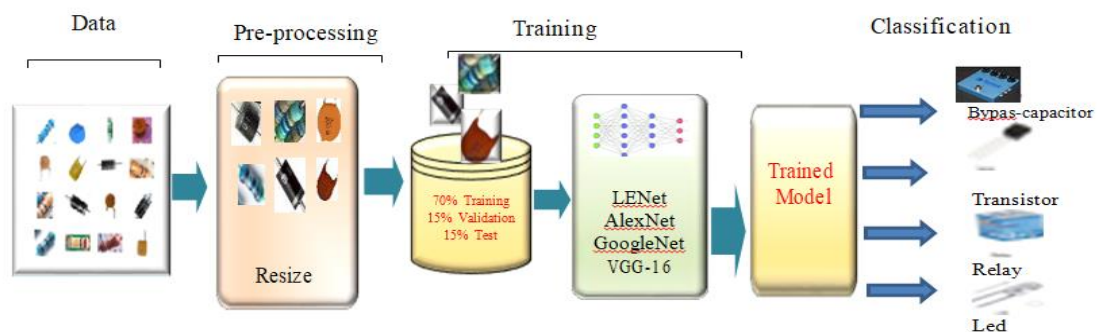 Data
Pre-processing
Training
Classification
Resize
70% Training
15% Validation
15% Test
LENet
AlexNet
GoogleNet
VGG-16
Trained
Model
Bypas-capacitor
Transistor
Relay
Led